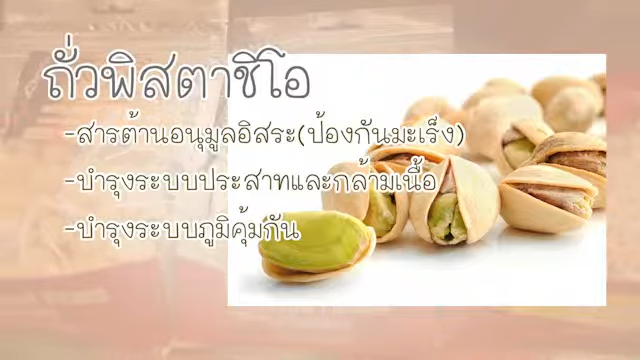 ถั่วพิสตาชิโอ
-สารต้านอนุมูลอิสระ(ป้องกันมะเร็ง)
-บำรุงระบบประสาทและกล้ามเนื้อ
-บำรุงระบบภูมิคุ้มกัน